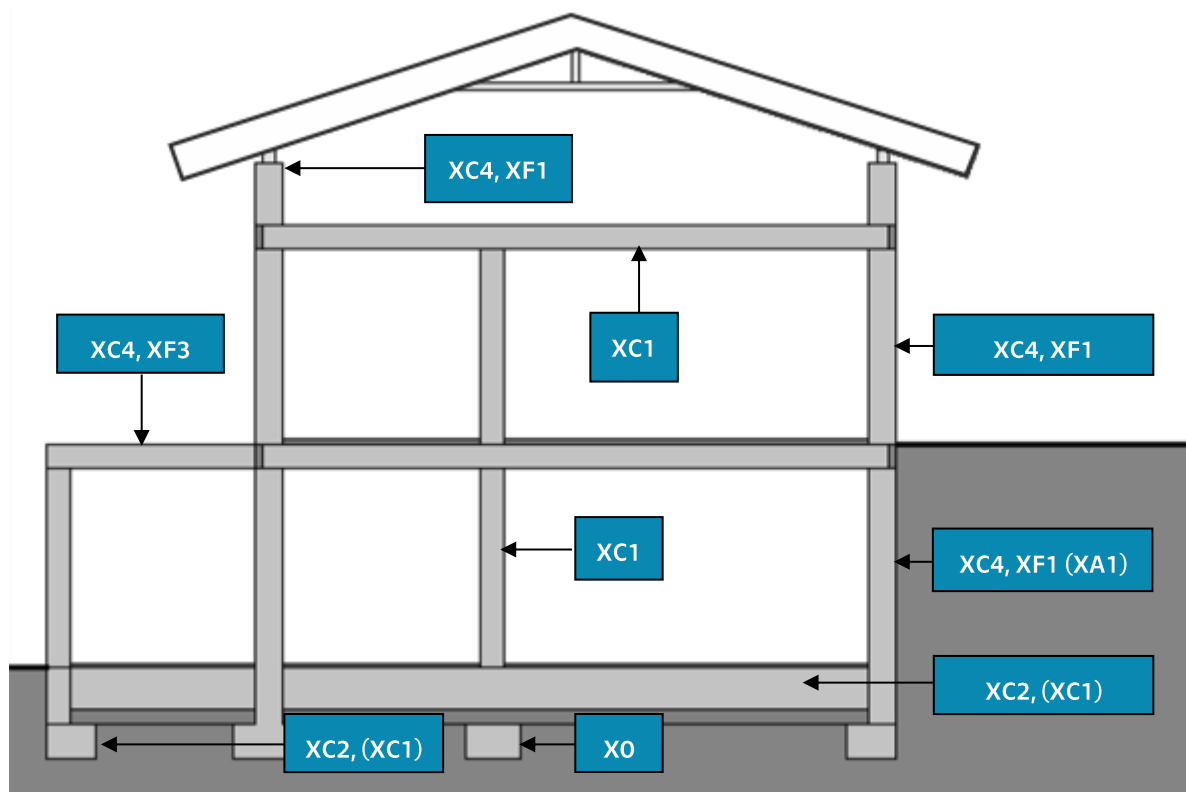 XC4, XF1
XC4, XF3
XC1
XC4, XF1
XC1
XC4, XF1 (XA1)
XC2, (XC1)
XC2, (XC1)
X0